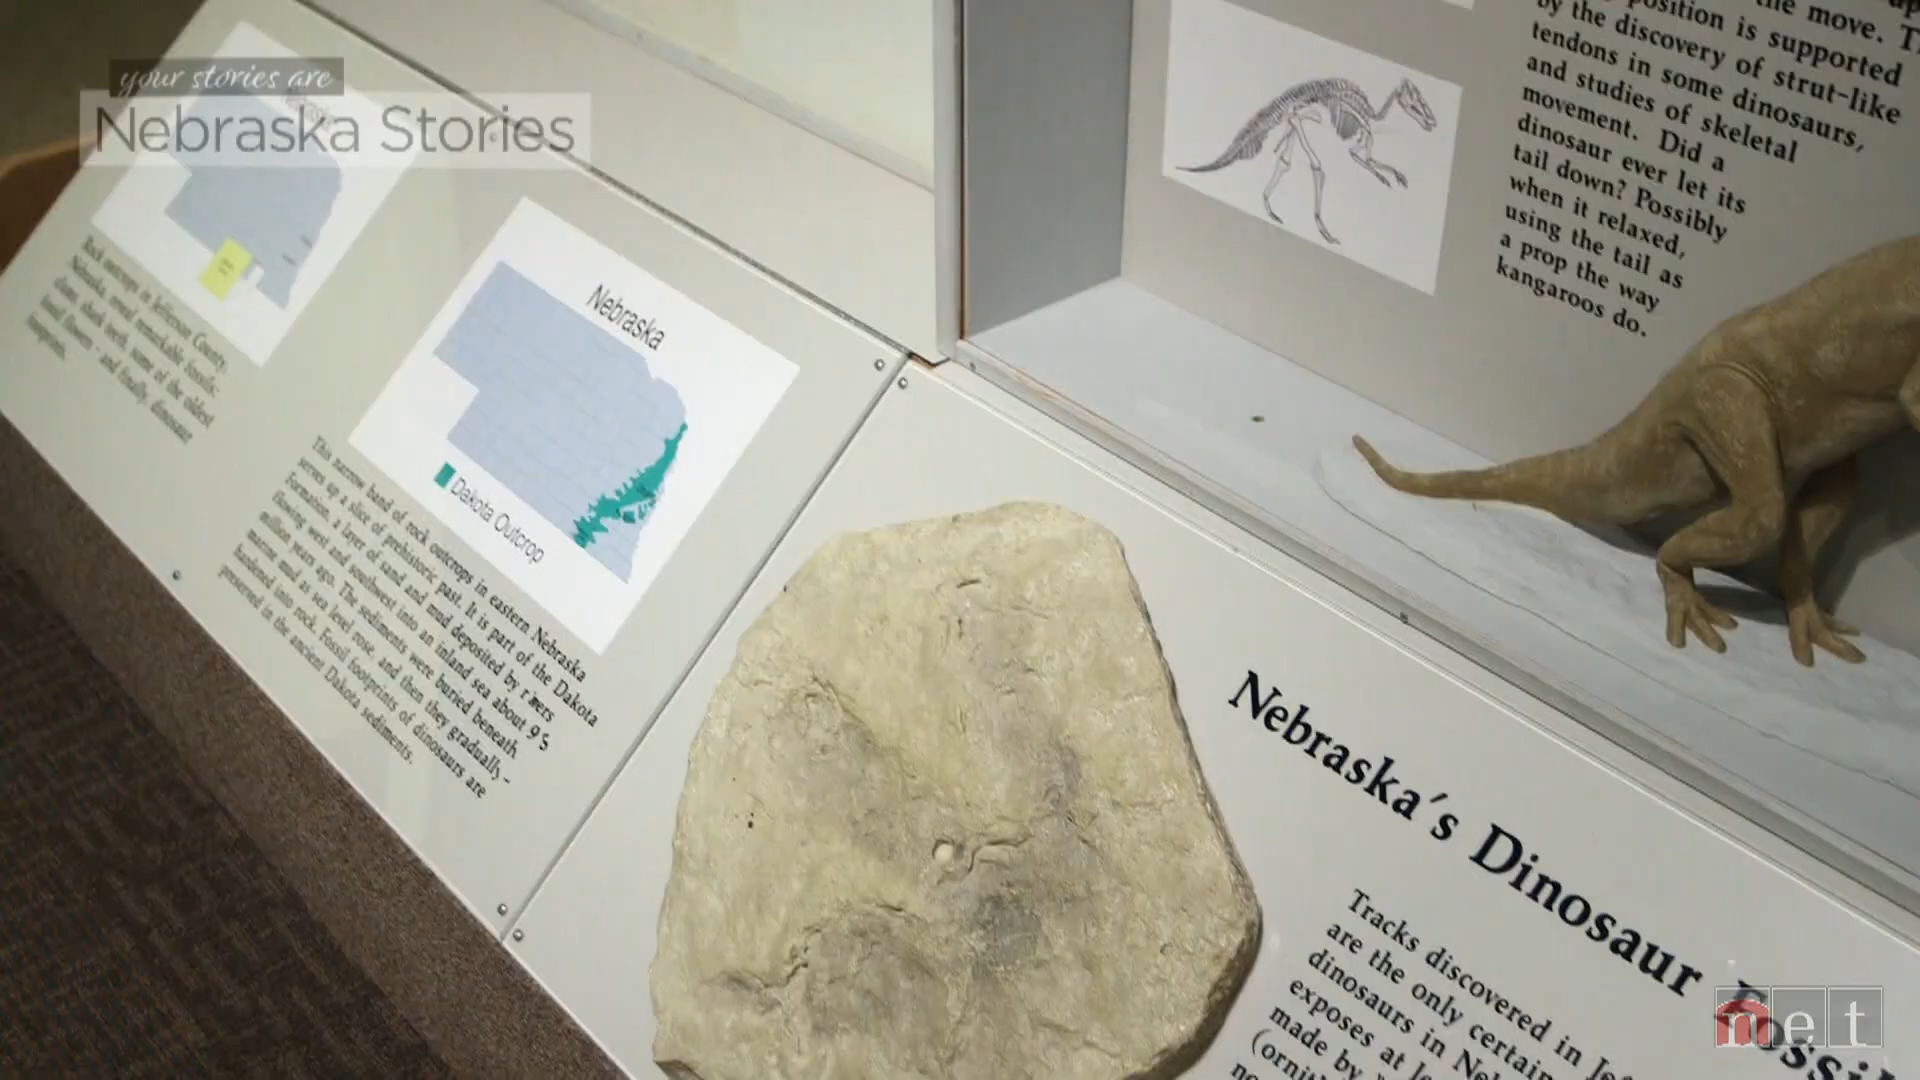 your stories are
Nebraska Stories
Rock outcrops in Jefferson County,
Nebraska, reveal remarkable fossils:
clams, shark teeth, some of the oldest
fossil flowers - and finally, dinosaur
footprints.
Nebraska
Dakota Outcrop
This narrow band of rock outcrops in eastern Nebraska
serves up a slice of prehistoric past. It is part of the Dakota
Formation, a layer of sand and mud deposited by rivers
flowing west and southwest into an inland sea about 95
million years ago. The sediments were buried beneath
marine mud as sea level rose, and then they gradually
hardened into rock. Fossil footprints of dinosaurs are
preserved in the ancient Dakota sediments.
the move.
position is supported
by the discovery of strut-like
tendons in some dinosaurs,
and studies of skeletal
movement. Did a
dinosaur ever let its
tail down? Possibly
when it relaxed,
using the tail as
a prop the way
kangaroos do.
Nebraska's Dinosaur Fossil
Tracks discovered in Jef
are the only certain
dinosaurs in Neb
exposes at le
made by
(ornith
net